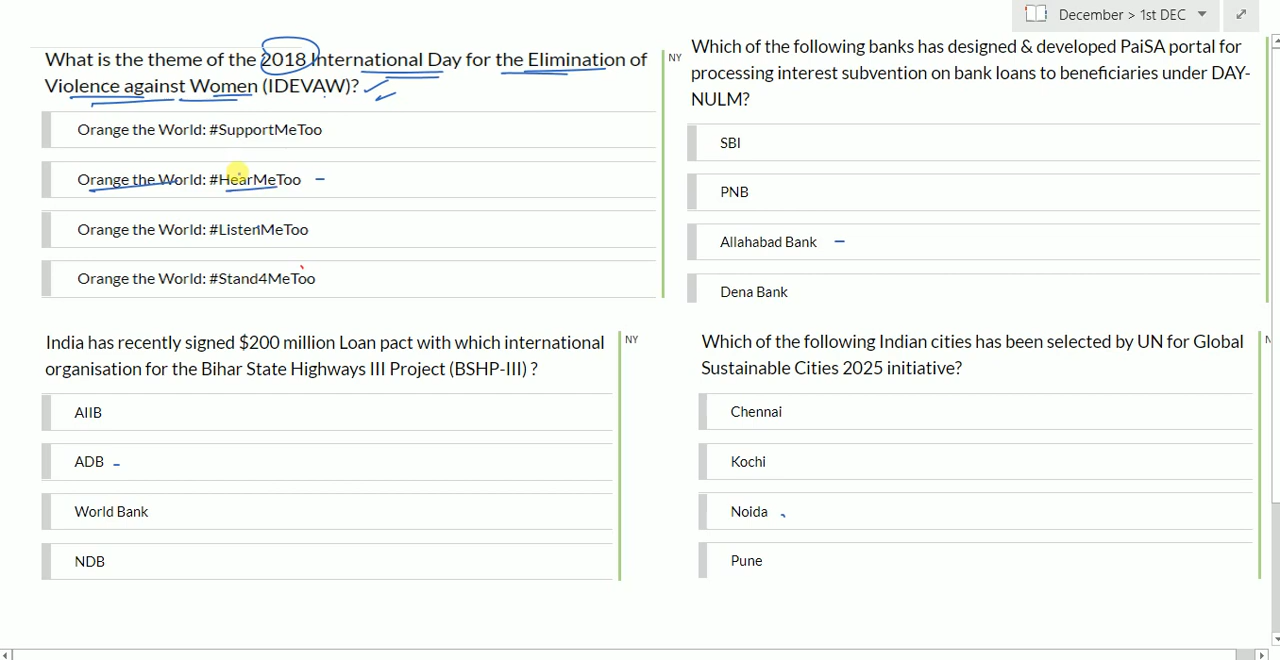 December > 1st DEC
What is the theme of the 2018 International Day for the Elimination of
Violence against Women (IDEVAW)?
Orange the World: #SupportMeToo
Orange the World: #HearMeToo
Orange the World: #ListenMeToo
Orange the World: #Stand4MeToo
NY
Which of the following banks has designed & developed PaiSA portal for
processing interest subvention on bank loans to beneficiaries under DAY-
NULM?
SBI
PNB
Allahabad Bank
Dena Bank
India has recently signed $200 million Loan pact with which international
organisation for the Bihar State Highways III Project (BSHP-III) ?
AIIB
ADB
World Bank
NDB
NY
Which of the following Indian cities has been selected by UN for Global
Sustainable Cities 2025 initiative?
Chennai
Kochi
Noida
Pune